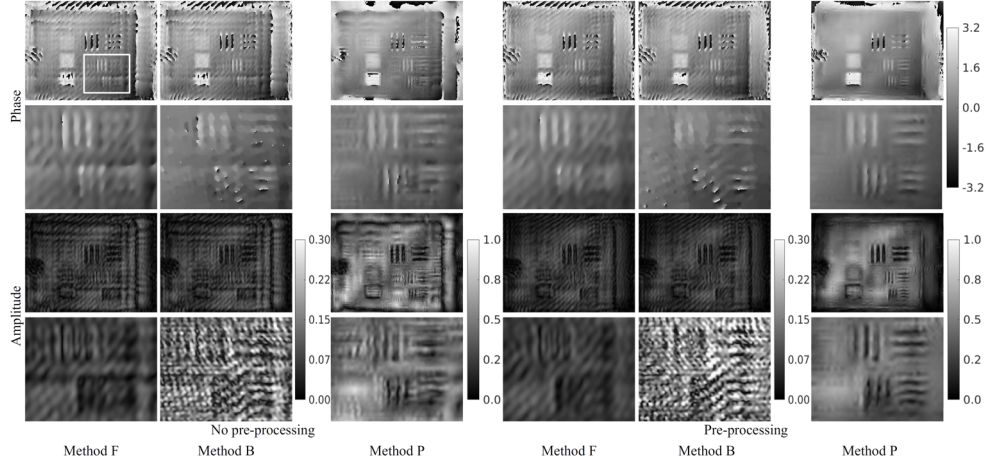 Phase
3.2
1.6
0.0
-1.6
-3.2
Amplitude
0.30
0.22
0.15
0.07
0.00
1.0
0.8
0.5
0.2
0.0
0.30
0.22
0.15
0.07
0.00
1.0
0.8
0.5
0.2
0.0
No pre-processing
Pre-processing
Method F
Method B
Method P
Method F
Method B
Method P